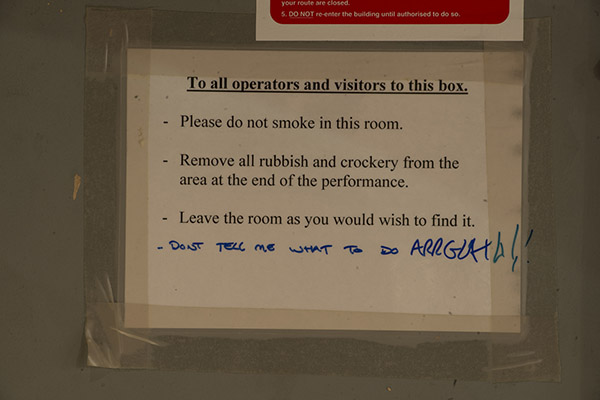 your route are closed.
5. DO NOT re-enter the building until authorised to do so.
To all operators and visitors to this box.
- Please do not smoke in this room.
- Remove all rubbish and crockery from the
area at the end of the performance.
- Leave the room as you would wish to find it.
- DONT TELL ME WHAT TO DO